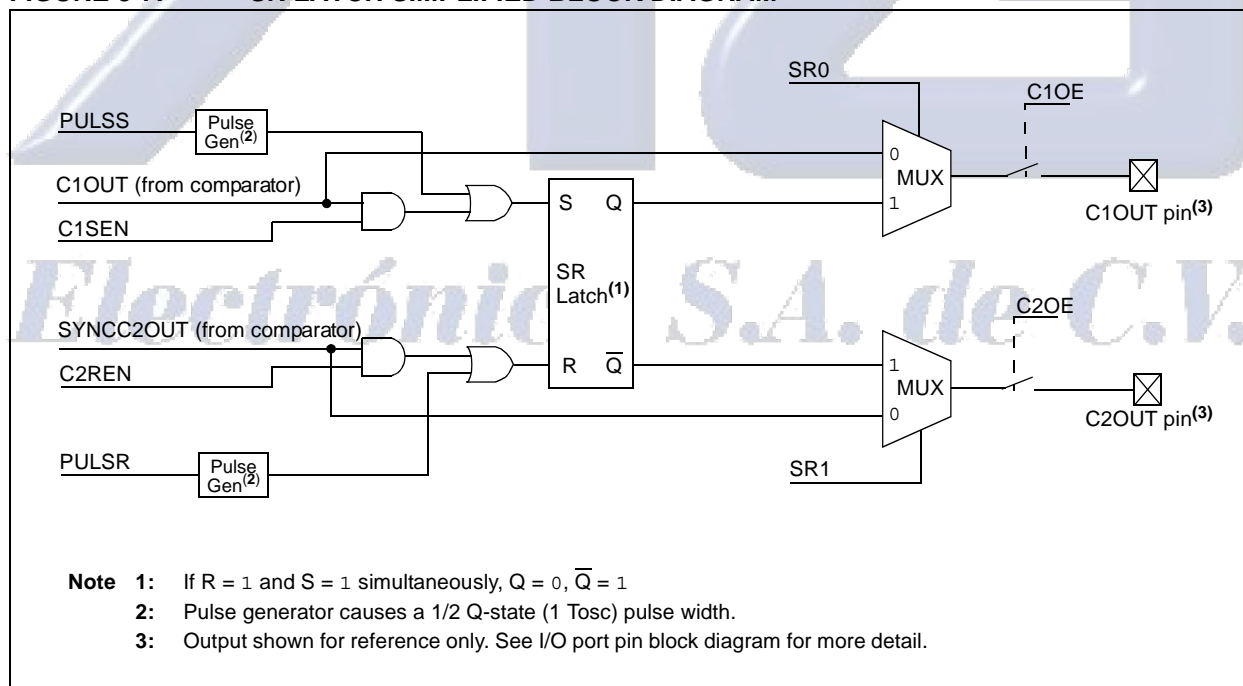 SR0
C1OE
PULSS
Pulse
Gen(2)
0
MUX
1
C1OUT (from comparator)
C1OUT pin(3)
C1SEN
S Q
SR
Latch(1)
R Q
Electrónica S.A. de C.V.
C2OE
SYNCC2OUT (from comparator)
C2REN
1
MUX
0
C2OUT pin(3)
PULSR
Pulse
Gen(2)
SR1
Note 1: If R = 1 and S = 1 simultaneously, Q = 0, Q̅ = 1
2: Pulse generator causes a 1/2 Q-state (1 Tosc) pulse width.
3: Output shown for reference only. See I/O port pin block diagram for more detail.